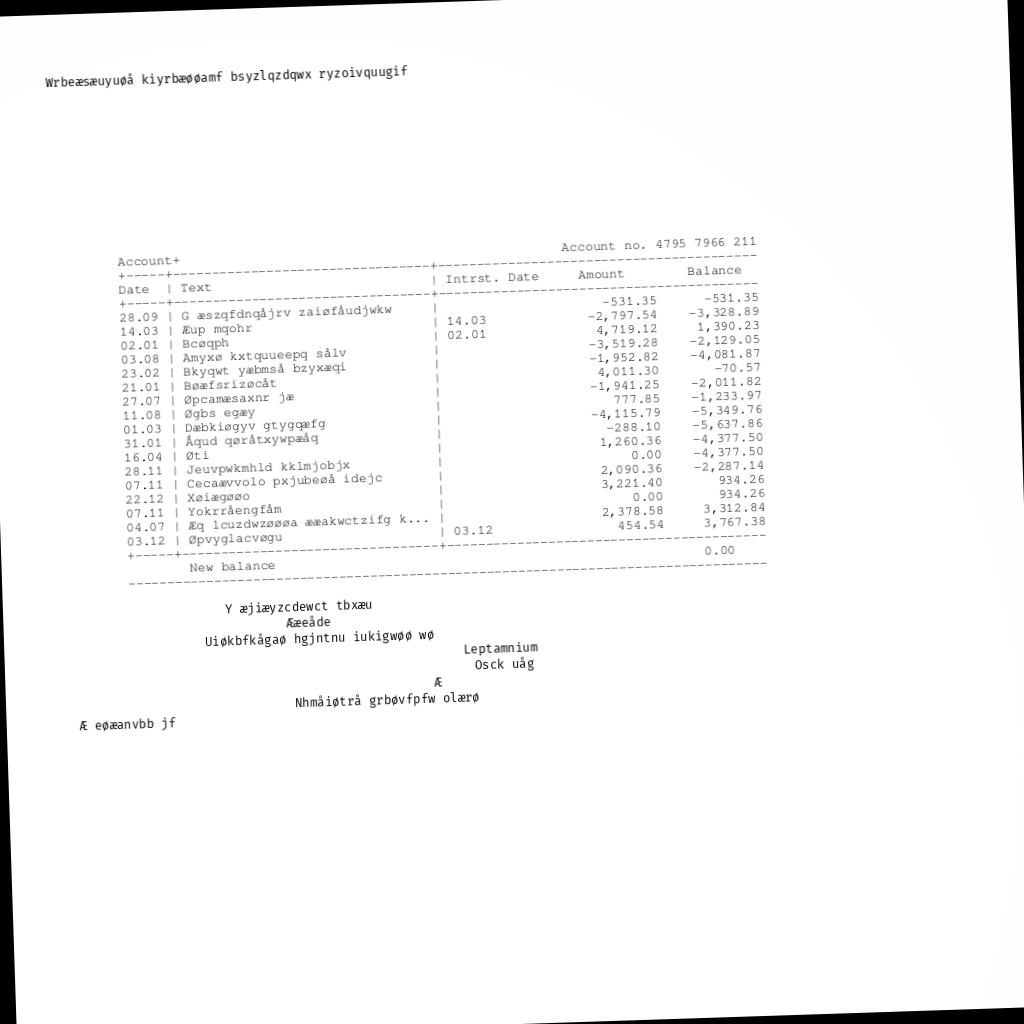 Wrbeæsæuyuøå kiyrbæøøamf bsyzlqzdqwx ryzoivquugif
Account+ Account no. 4795 7966 211
+-----+---------------------------------+-----------------------------------------
Date | Text | Intrst. Date Amount Balance
+-----+---------------------------------+-----------------------------------------
28.09 | G æszqfdnqåjrv zaiøfåudjwkw | -531.35 -531.35
14.03 | Æup mqohr | 14.03 -2,797.54 -3,328.89
02.01 | Bcøqph | 02.01 4,719.12 1,390.23
03.08 | Amyxø kxtquueepq sålv | -3,519.28 -2,129.05
23.02 | Bkyqwt yæbmså bzyxæqi | -1,952.82 -4,081.87
21.01 | Bøæfsrizøcåt | 4,011.30 -70.57
27.07 | Øpcamæsaxnr jæ | -1,941.25 -2,011.82
11.08 | Øgbs egæy | 777.85 -1,233.97
01.03 | Dæbkiøgyv gtygqæfg | -4,115.79 -5,349.76
31.01 | Åqud qøråtxywpæåq | -288.10 -5,637.86
16.04 | Øti | 1,260.36 -4,377.50
28.11 | Jeuvpwkmhld kklmjobjx | 0.00 -4,377.50
07.11 | Cecaævvolo pxjubeøå idejc | 2,090.36 -2,287.14
22.12 | Xøiægøøo | 3,221.40 934.26
07.11 | Yokrråengfåm | 0.00 934.26
04.07 | Æq lcuzdwzøøøa ææakwctzifg k... | 2,378.58 3,312.84
03.12 | Øpvyglacvøgu | 03.12 454.54 3,767.38
+-----+---------------------------------+-----------------------------------------
New balance 0.00
----------------------------------------------------------------------------------
Y æjiæyzcdewct tbxæu
Ææeåde
Uiøkbfkågaø hgjntnu iukigwøø wø
Leptamnium
Osck uåg
Æ
Nhmåiøtrå grbøvfpfw olærø
Æ eøæanvbb jf